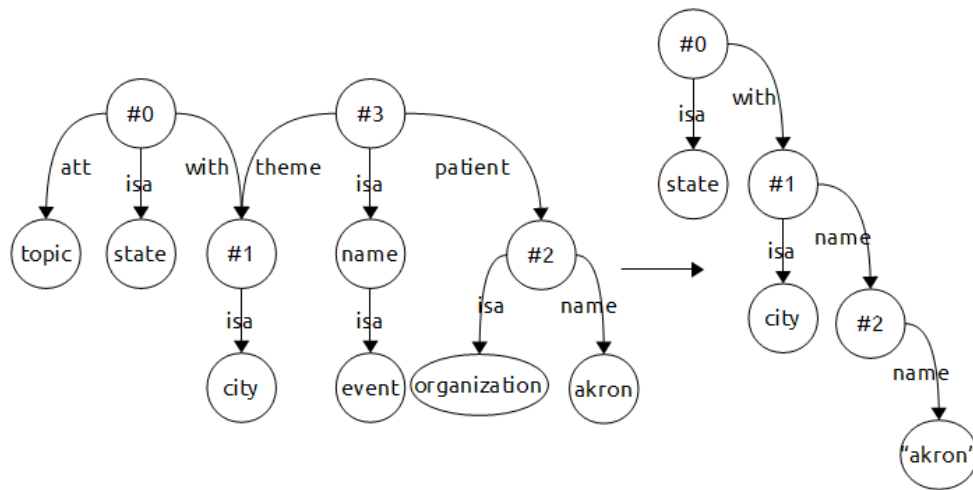 #0
#3
att
isa
with
theme
isa
patient
topic
state
#1
name
#2
isa
isa
isa
name
city
event
organization
akron
#0
isa
with
state
#1
isa
name
city
#2
name
"akron"